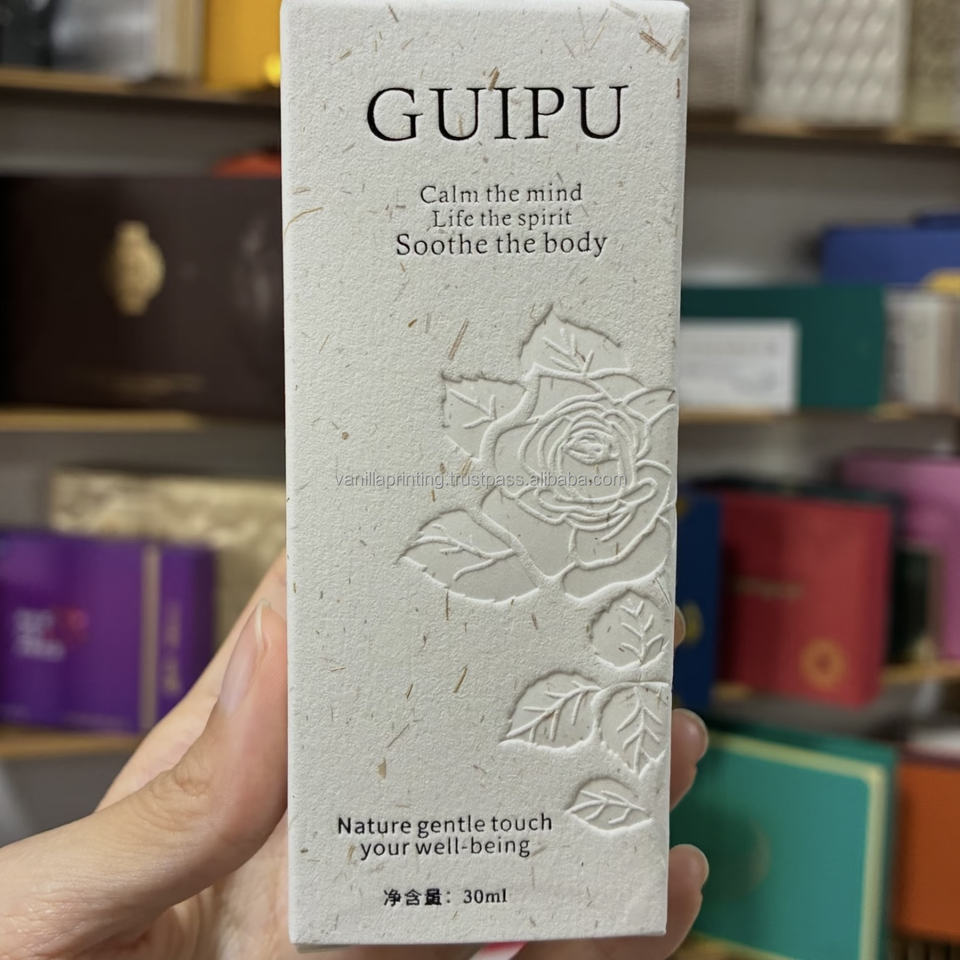 GUIPU
Calm the mind
Life the spirit
Soothe the body
vanillaprinting.trustpass.alibaba.com
Nature gentle touch
your well-being
净含量：30ml